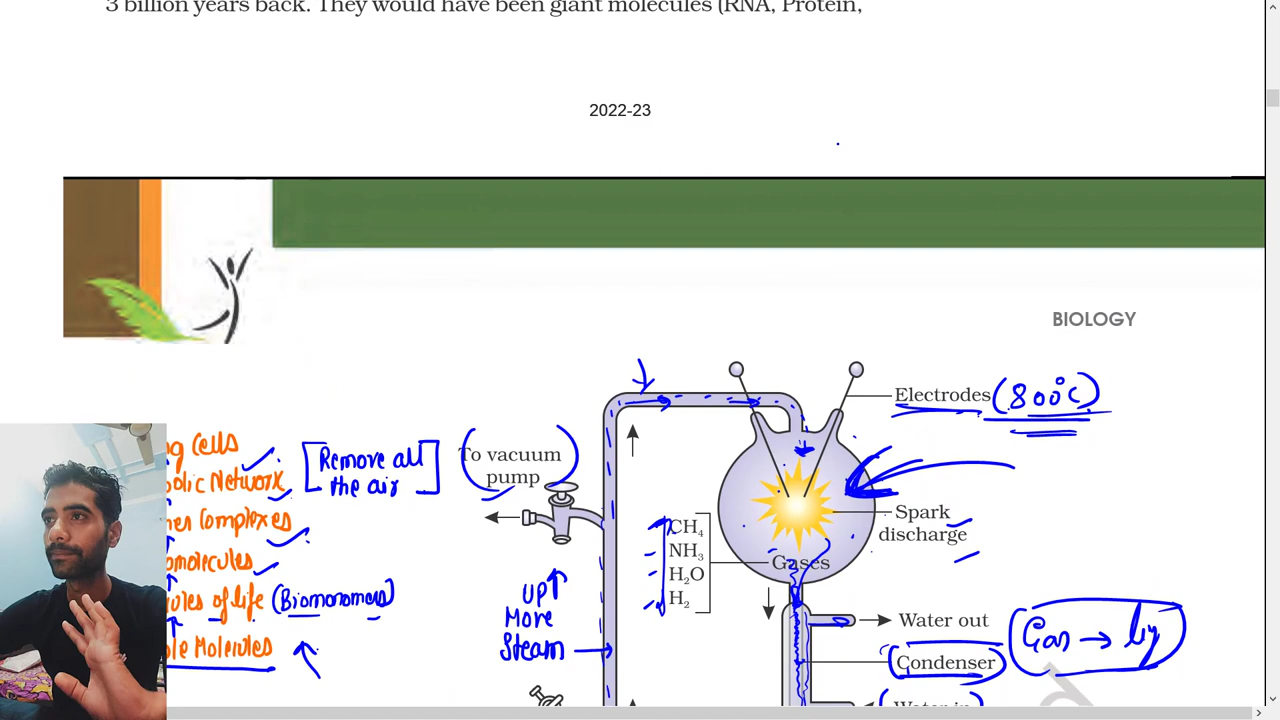 3 billion years back. They would have been giant molecules (RNA, Protein,
2022-23
BIOLOGY
Electrodes (800°C)
cells
Network
[Remove all
the air]
To vacuum
pump
Complexes
Spark
discharge
CH₄
NH₃
H₂O
H₂
Gases
of life (Biomonomers)
Molecules
UP↑
More
Steam
Water out
Condenser
Gas → liq
Water in